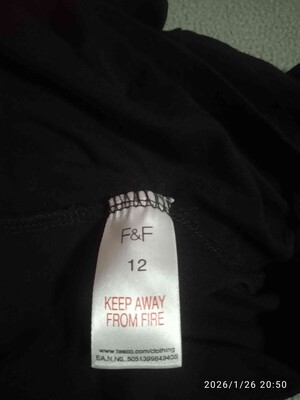 F&F
12
KEEP AWAY
FROM FIRE
www.tesco.com/clothing
2026/1/26 20:50